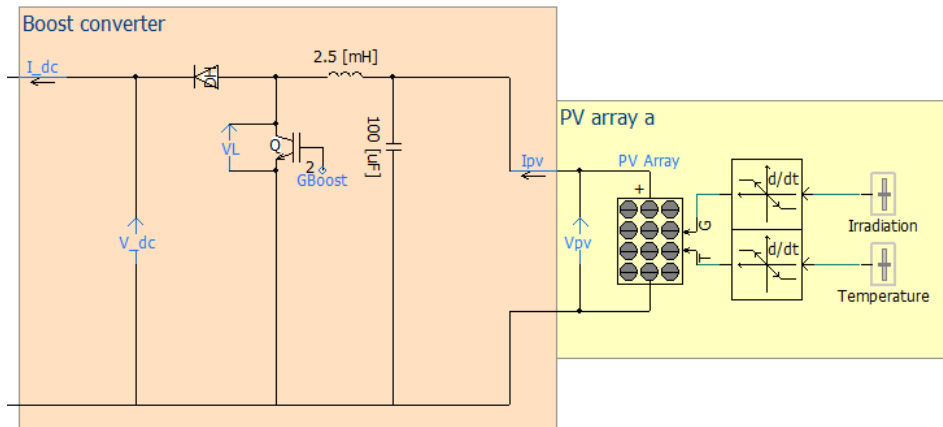 Boost converter
I_dc
DH
2.5 [mH]
100 [uF]
VL
Q
2
GBoost
V_dc
Ipv
PV array a
PV Array
+
Vpv
G
T
d/dt
d/dt
Irradiation
Temperature